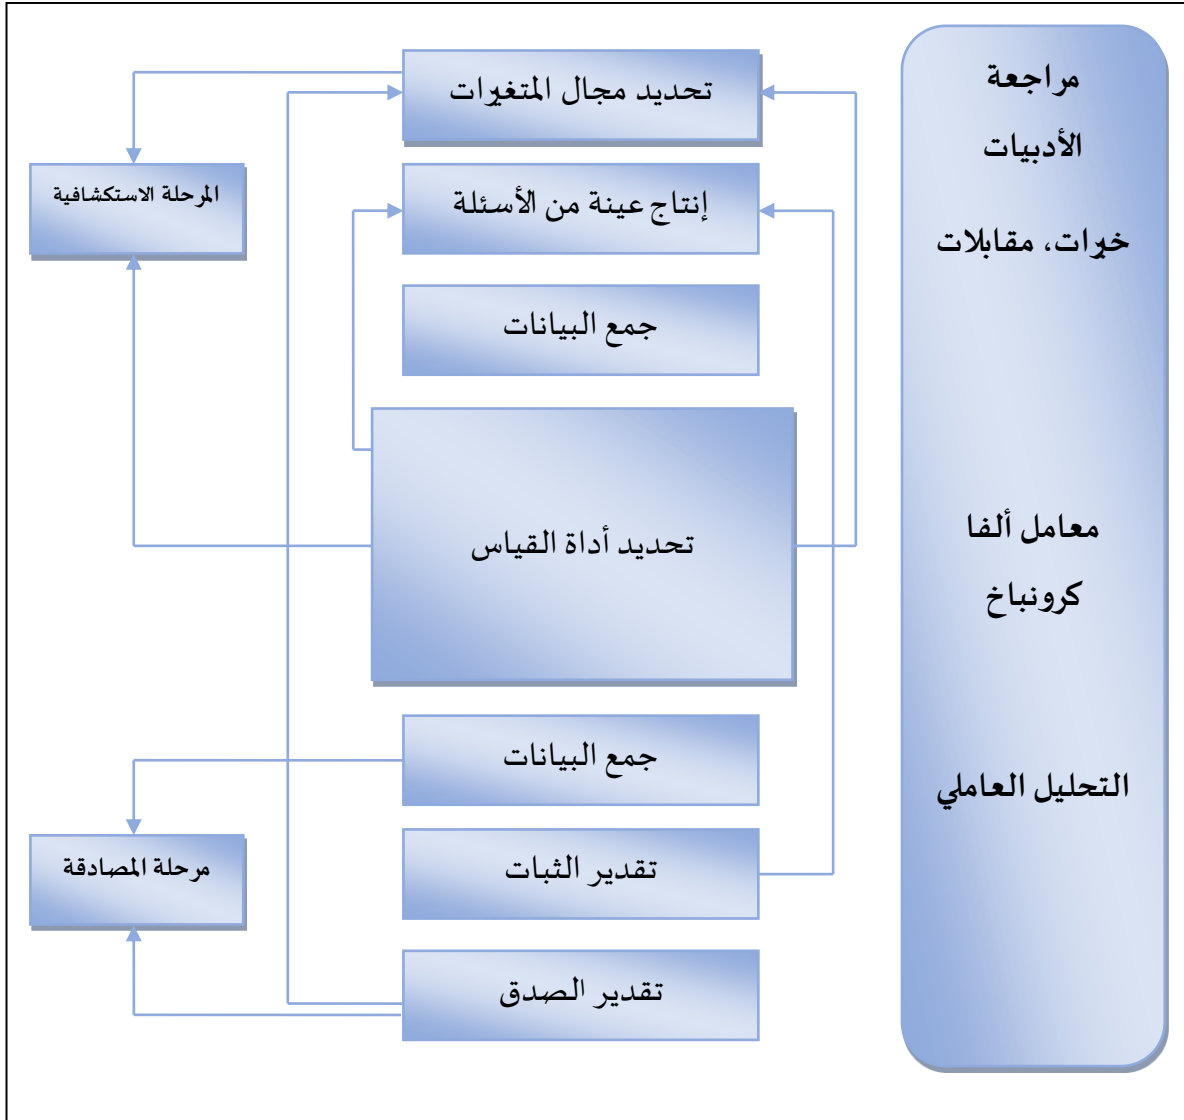 مراجعة
الأدبيات
خبرات، مقابلات
معامل ألفا
كرونباخ
التحليل العاملي
تحديد مجال المتغيرات
إنتاج عينة من الأسئلة
جمع البيانات
تحديد أداة القياس
جمع البيانات
تقدير الثبات
تقدير الصدق
المرحلة الاستكشافية
مرحلة المصادقة